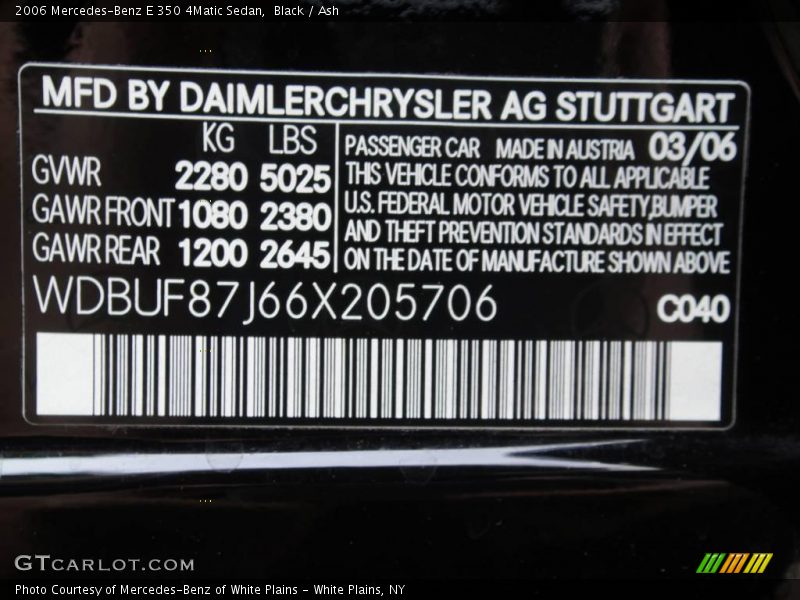 2006 Mercedes-Benz E 350 4Matic Sedan,  Black / Ash
MFD BY DAIMLERCHRYSLER AG STUTTGART
KG LBS
GVWR 2280 5025
GAWR FRONT 1080 2380
GAWR REAR 1200 2645
PASSENGER CAR MADE IN AUSTRIA 03/06
THIS VEHICLE CONFORMS TO ALL APPLICABLE
U.S. FEDERAL MOTOR VEHICLE SAFETY,BUMPER
AND THEFT PREVENTION STANDARDS IN EFFECT
ON THE DATE OF MANUFACTURE SHOWN ABOVE
WDBUF87J66X205706 C040
GTCARLOT.COM
Photo Courtesy of Mercedes-Benz of White Plains - White Plains, NY